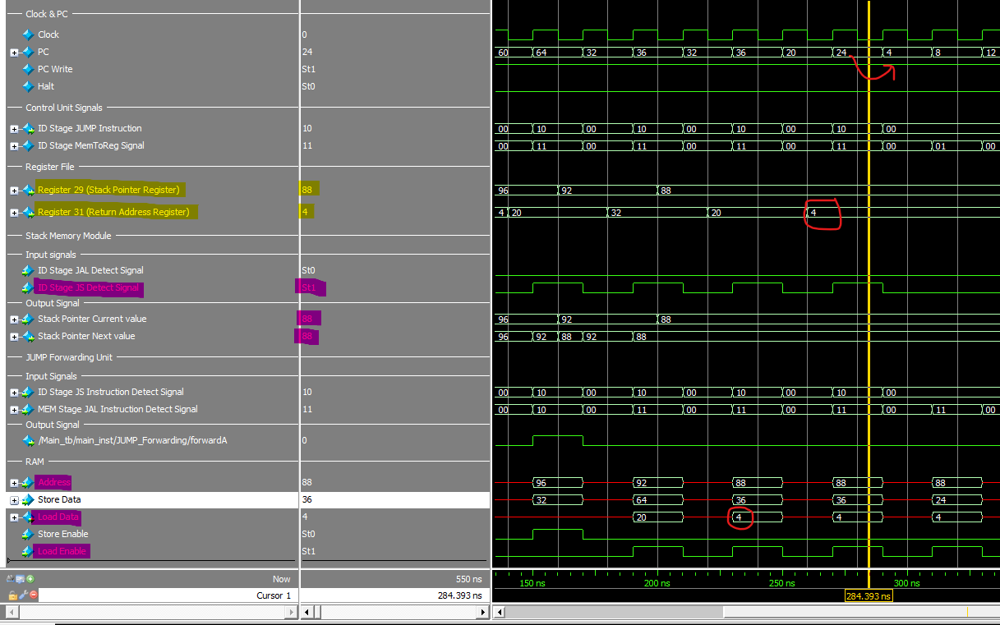 Clock & PC
Clock 0
PC 24 60 64 32 36 32 36 20 24 4 8 12
PC Write St1
Halt St0
Control Unit Signals
ID Stage JUMP Instruction 10 00 10 00 10 00 10 00 10 00
ID Stage MemToReg Signal 11 00 11 00 11 00 11 00 11 00 01 00
Register File
Register 29 (Stack Pointer Register) 88 96 92 88
Register 31 (Return Address Register) 4 4 20 32 20 4
Stack Memory Module
Input signals
ID Stage JAL Detect Signal St0
ID Stage JS Detect Signal St1
Output Signal
Stack Pointer Current value 88 96 92 88
Stack Pointer Next value 88 96 92 88 92 88
JUMP Forwarding Unit
Input Signals
ID Stage JS Instruction Detect Signal 10 00 10 00 10 00 10 00 10 00
MEM Stage JAL Instruction Detect Signal 11 00 10 00 11 00 11 00 11 00 11 00
Output Signal
/Main_tb/main_inst/JUMP_Forwarding/forwardA 0
RAM
Address 88 96 92 88 88 88
Store Data 36 32 64 36 36 24
Load Data 4 20 4 4 4
Store Enable St0
Load Enable St1
Now 550 ns 150 ns 200 ns 250 ns 300 ns
Cursor 1 284.393 ns 284.393 ns